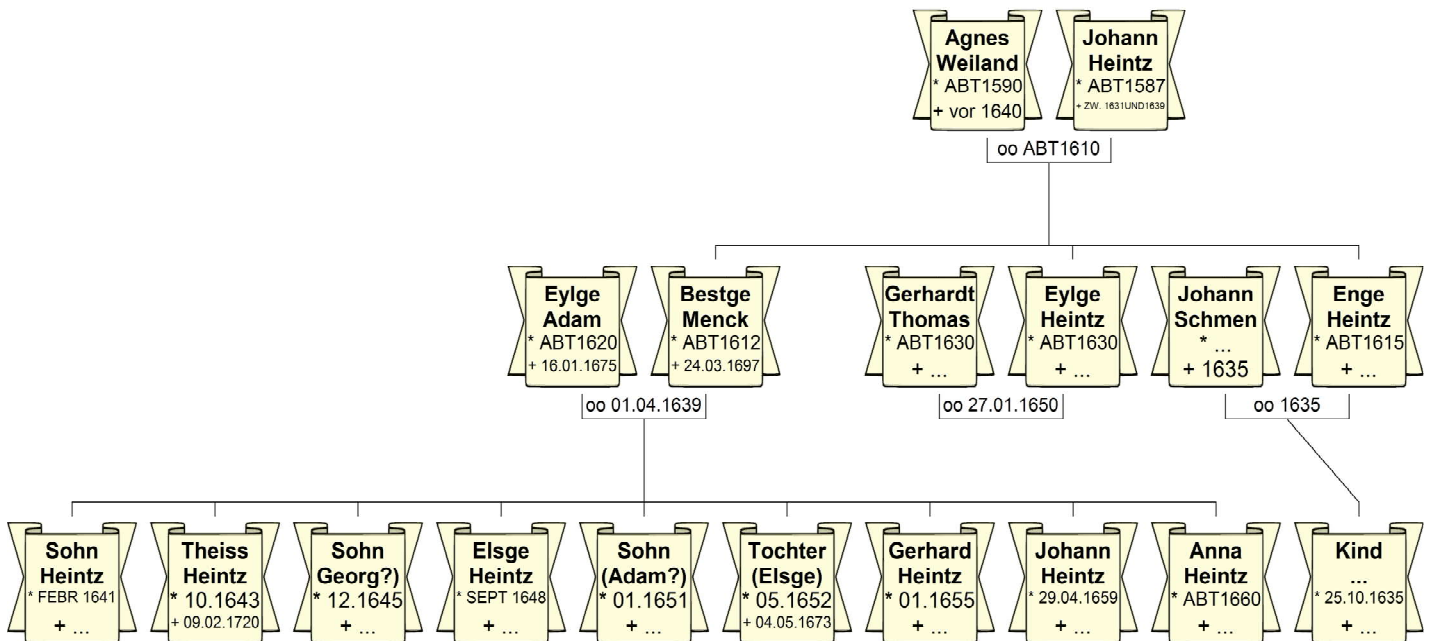 Agnes
Weiland
* ABT1590
+ vor 1640
Johann
Heintz
* ABT1587
+ ZW. 1631UND1639
oo ABT1610
Eylge
Adam
* ABT1620
+ 16.01.1675
Bestge
Menck
* ABT1612
+ 24.03.1697
oo 01.04.1639
Gerhardt
Thomas
* ABT1630
+ ...
Eylge
Heintz
* ABT1630
+ ...
oo 27.01.1650
Johann
Schmen
* ...
+ 1635
Enge
Heintz
* ABT1615
+ ...
oo 1635
Sohn
Heintz
* FEBR 1641
+ ...
Theiss
Heintz
* 10.1643
+ 09.02.1720
Sohn
Georg?)
* 12.1645
+ ...
Elsge
Heintz
* SEPT 1648
+ ...
Sohn
(Adam?)
* 01.1651
+ ...
Tochter
(Elsge)
* 05.1652
+ 04.05.1673
Gerhard
Heintz
* 01.1655
+ ...
Johann
Heintz
* 29.04.1659
+ ...
Anna
Heintz
* ABT1660
+ ...
Kind
...
* 25.10.1635
+ ...